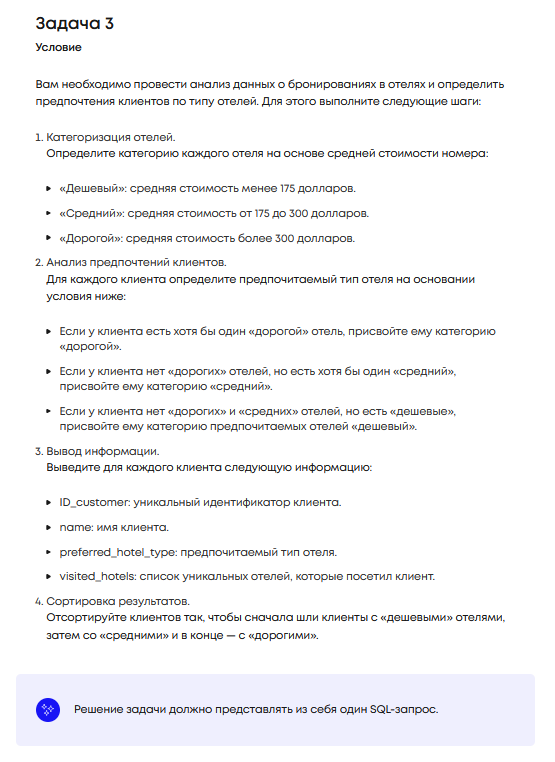 Задача 3
Условие
Вам необходимо провести анализ данных о бронированиях в отелях и определить
предпочтения клиентов по типу отелей. Для этого выполните следующие шаги:
1. Категоризация отелей.
Определите категорию каждого отеля на основе средней стоимости номера:
«Дешевый»: средняя стоимость менее 175 долларов.
«Средний»: средняя стоимость от 175 до 300 долларов.
«Дорогой»: средняя стоимость более 300 долларов.
2. Анализ предпочтений клиентов.
Для каждого клиента определите предпочитаемый тип отеля на основании
условия ниже:
Если у клиента есть хотя бы один «дорогой» отель, присвойте ему категорию
«дорогой».
Если у клиента нет «дорогих» отелей, но есть хотя бы один «средний»,
присвойте ему категорию «средний».
Если у клиента нет «дорогих» и «средних» отелей, но есть «дешевые»,
присвойте ему категорию предпочитаемых отелей «дешевый».
3. Вывод информации.
Выведите для каждого клиента следующую информацию:
ID_customer: уникальный идентификатор клиента.
name: имя клиента.
preferred_hotel_type: предпочитаемый тип отеля.
visited_hotels: список уникальных отелей, которые посетил клиент.
4. Сортировка результатов.
Отсортируйте клиентов так, чтобы сначала шли клиенты с «дешевыми» отелями,
затем со «средними» и в конце — с «дорогими».
Решение задачи должно представлять из себя один SQL-запрос.